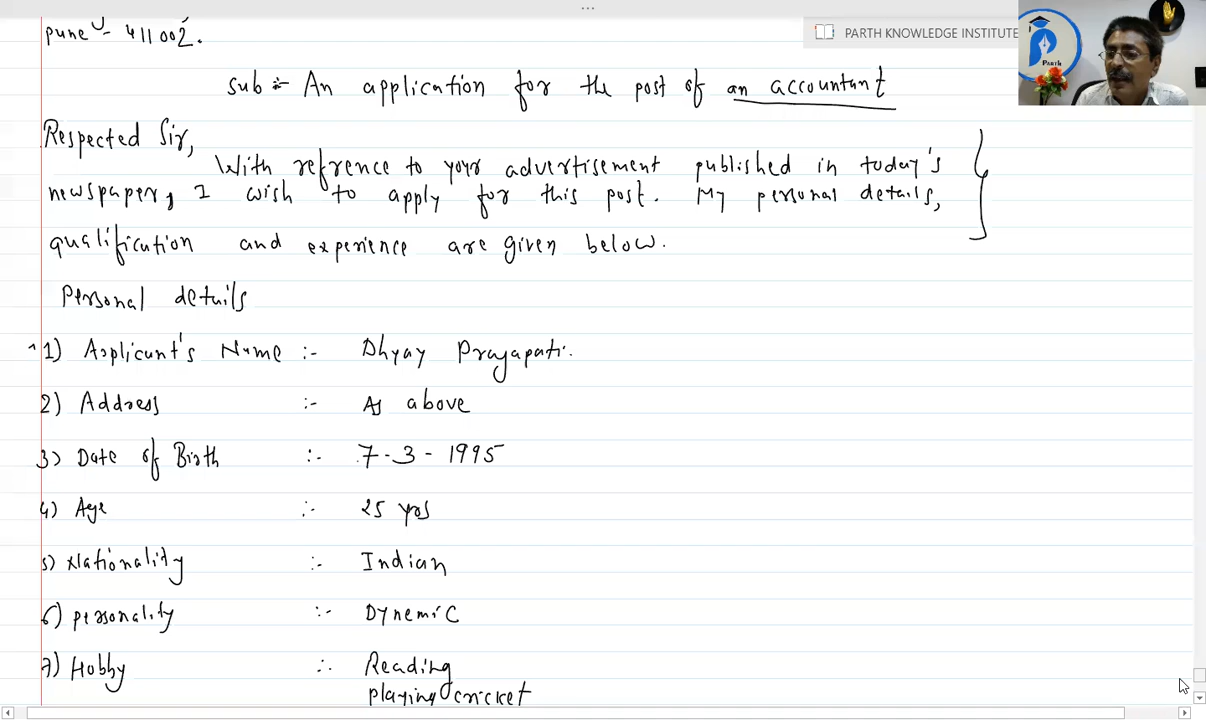 pune - 411002.
PARTH KNOWLEDGE INSTITUTE
Parth
sub :- An application for the post of an accountant
Respected Sir,
With refrence to your advertisement published in today's
newspaper, I wish to apply for this post. My personal details,
qualification and experience are given below.
Personal details
1) Applicant's Name :- Dhyay Prajapati.
2) Address :- As above
3) Date of Birth :- 7-3-1995
4) Age :- 25 yrs
5) Nationality :- Indian
6) personality :- Dynemic
7) Hobby :- Reading
playing cricket